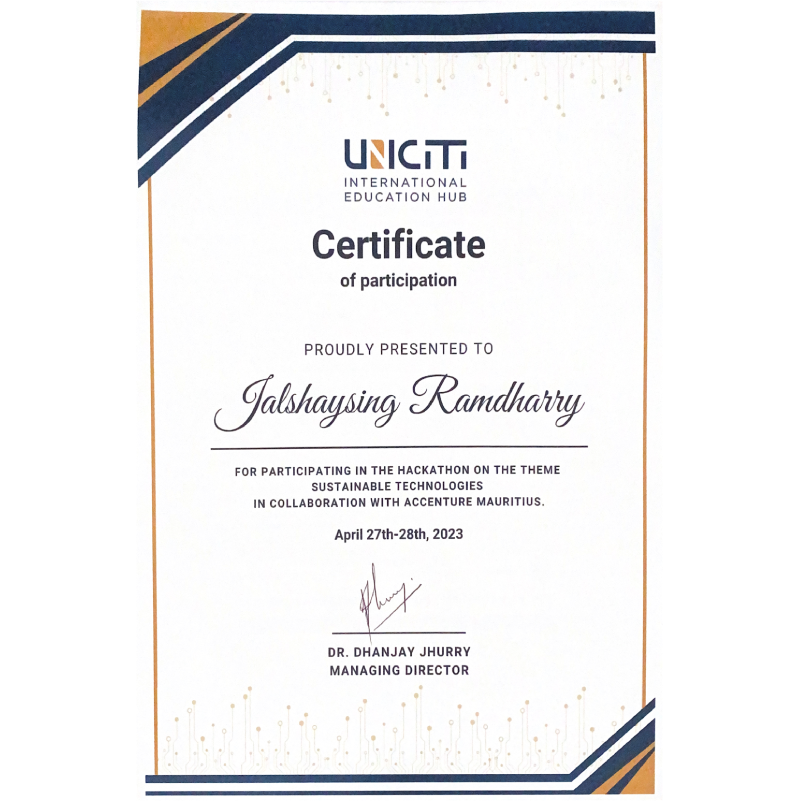 UNICITI
INTERNATIONAL
EDUCATION HUB
Certificate
of participation
PROUDLY PRESENTED TO
Jalshaysing Ramdharry
FOR PARTICIPATING IN THE HACKATHON ON THE THEME
SUSTAINABLE TECHNOLOGIES
IN COLLABORATION WITH ACCENTURE MAURITIUS.
April 27th-28th, 2023
DR. DHANJAY JHURRY
MANAGING DIRECTOR